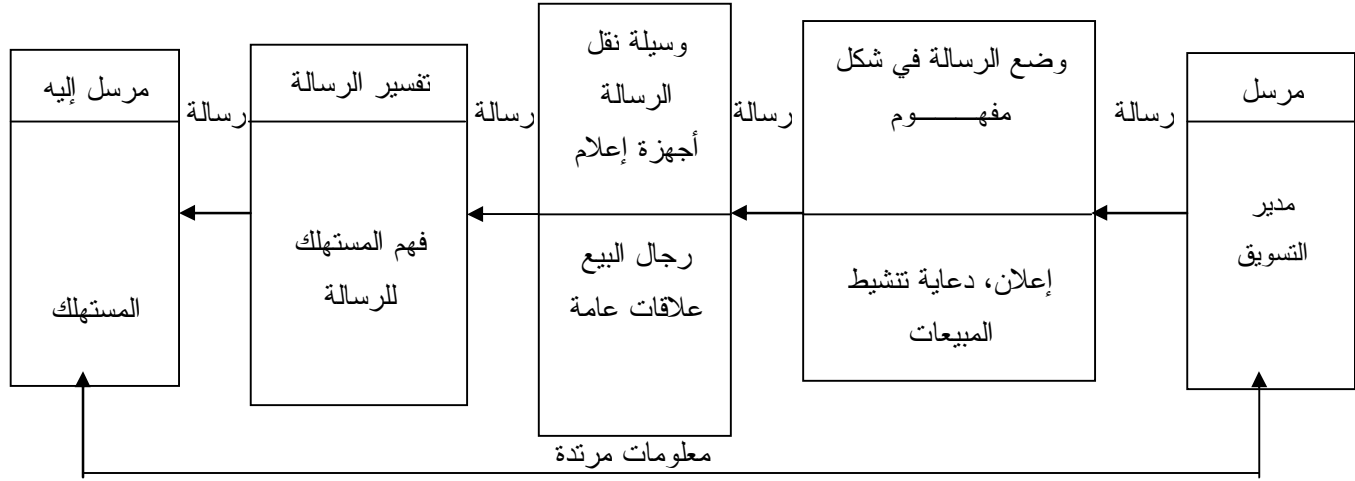 مرسل
مدير
التسويق
رسالة
وضع الرسالة في شكل
مفهـــــــــوم
إعلان، دعاية تنشيط
المبيعات
رسالة
وسيلة نقل
الرسالة
أجهزة إعلام
رجال البيع
علاقات عامة
رسالة
تفسير الرسالة
فهم المستهلك
للرسالة
رسالة
مرسل إليه
المستهلك
معلومات مرتدة